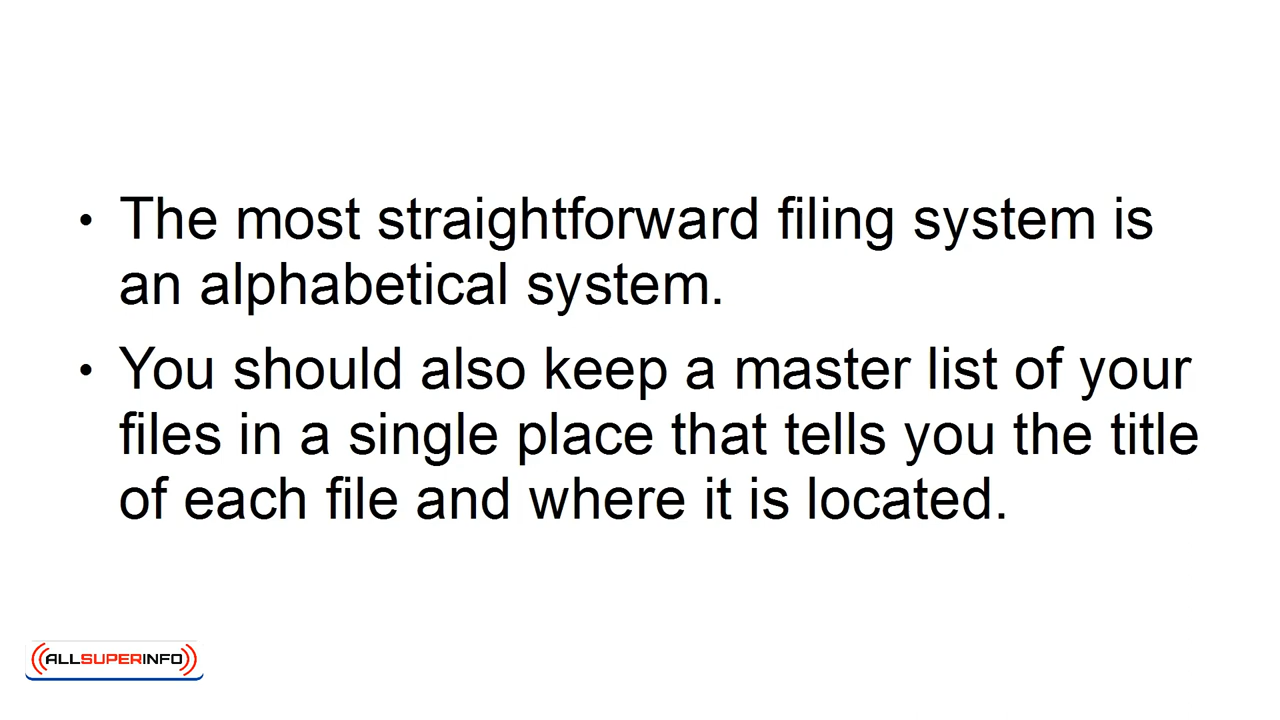 • The most straightforward filing system is
an alphabetical system.
• You should also keep a master list of your
files in a single place that tells you the title
of each file and where it is located.
ALLSUPERINFO